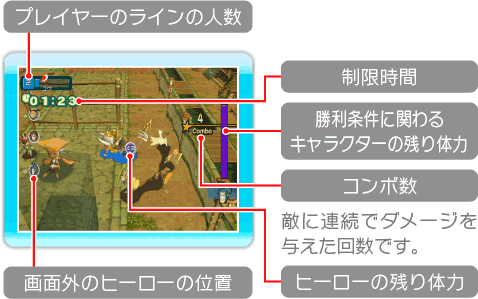 プレイヤーのラインの人数
01:23
制限時間
勝利条件に関わる
キャラクターの残り体力
4
Combo
コンボ数
敵に連続でダメージを
与えた回数です。
画面外のヒーローの位置
ヒーローの残り体力